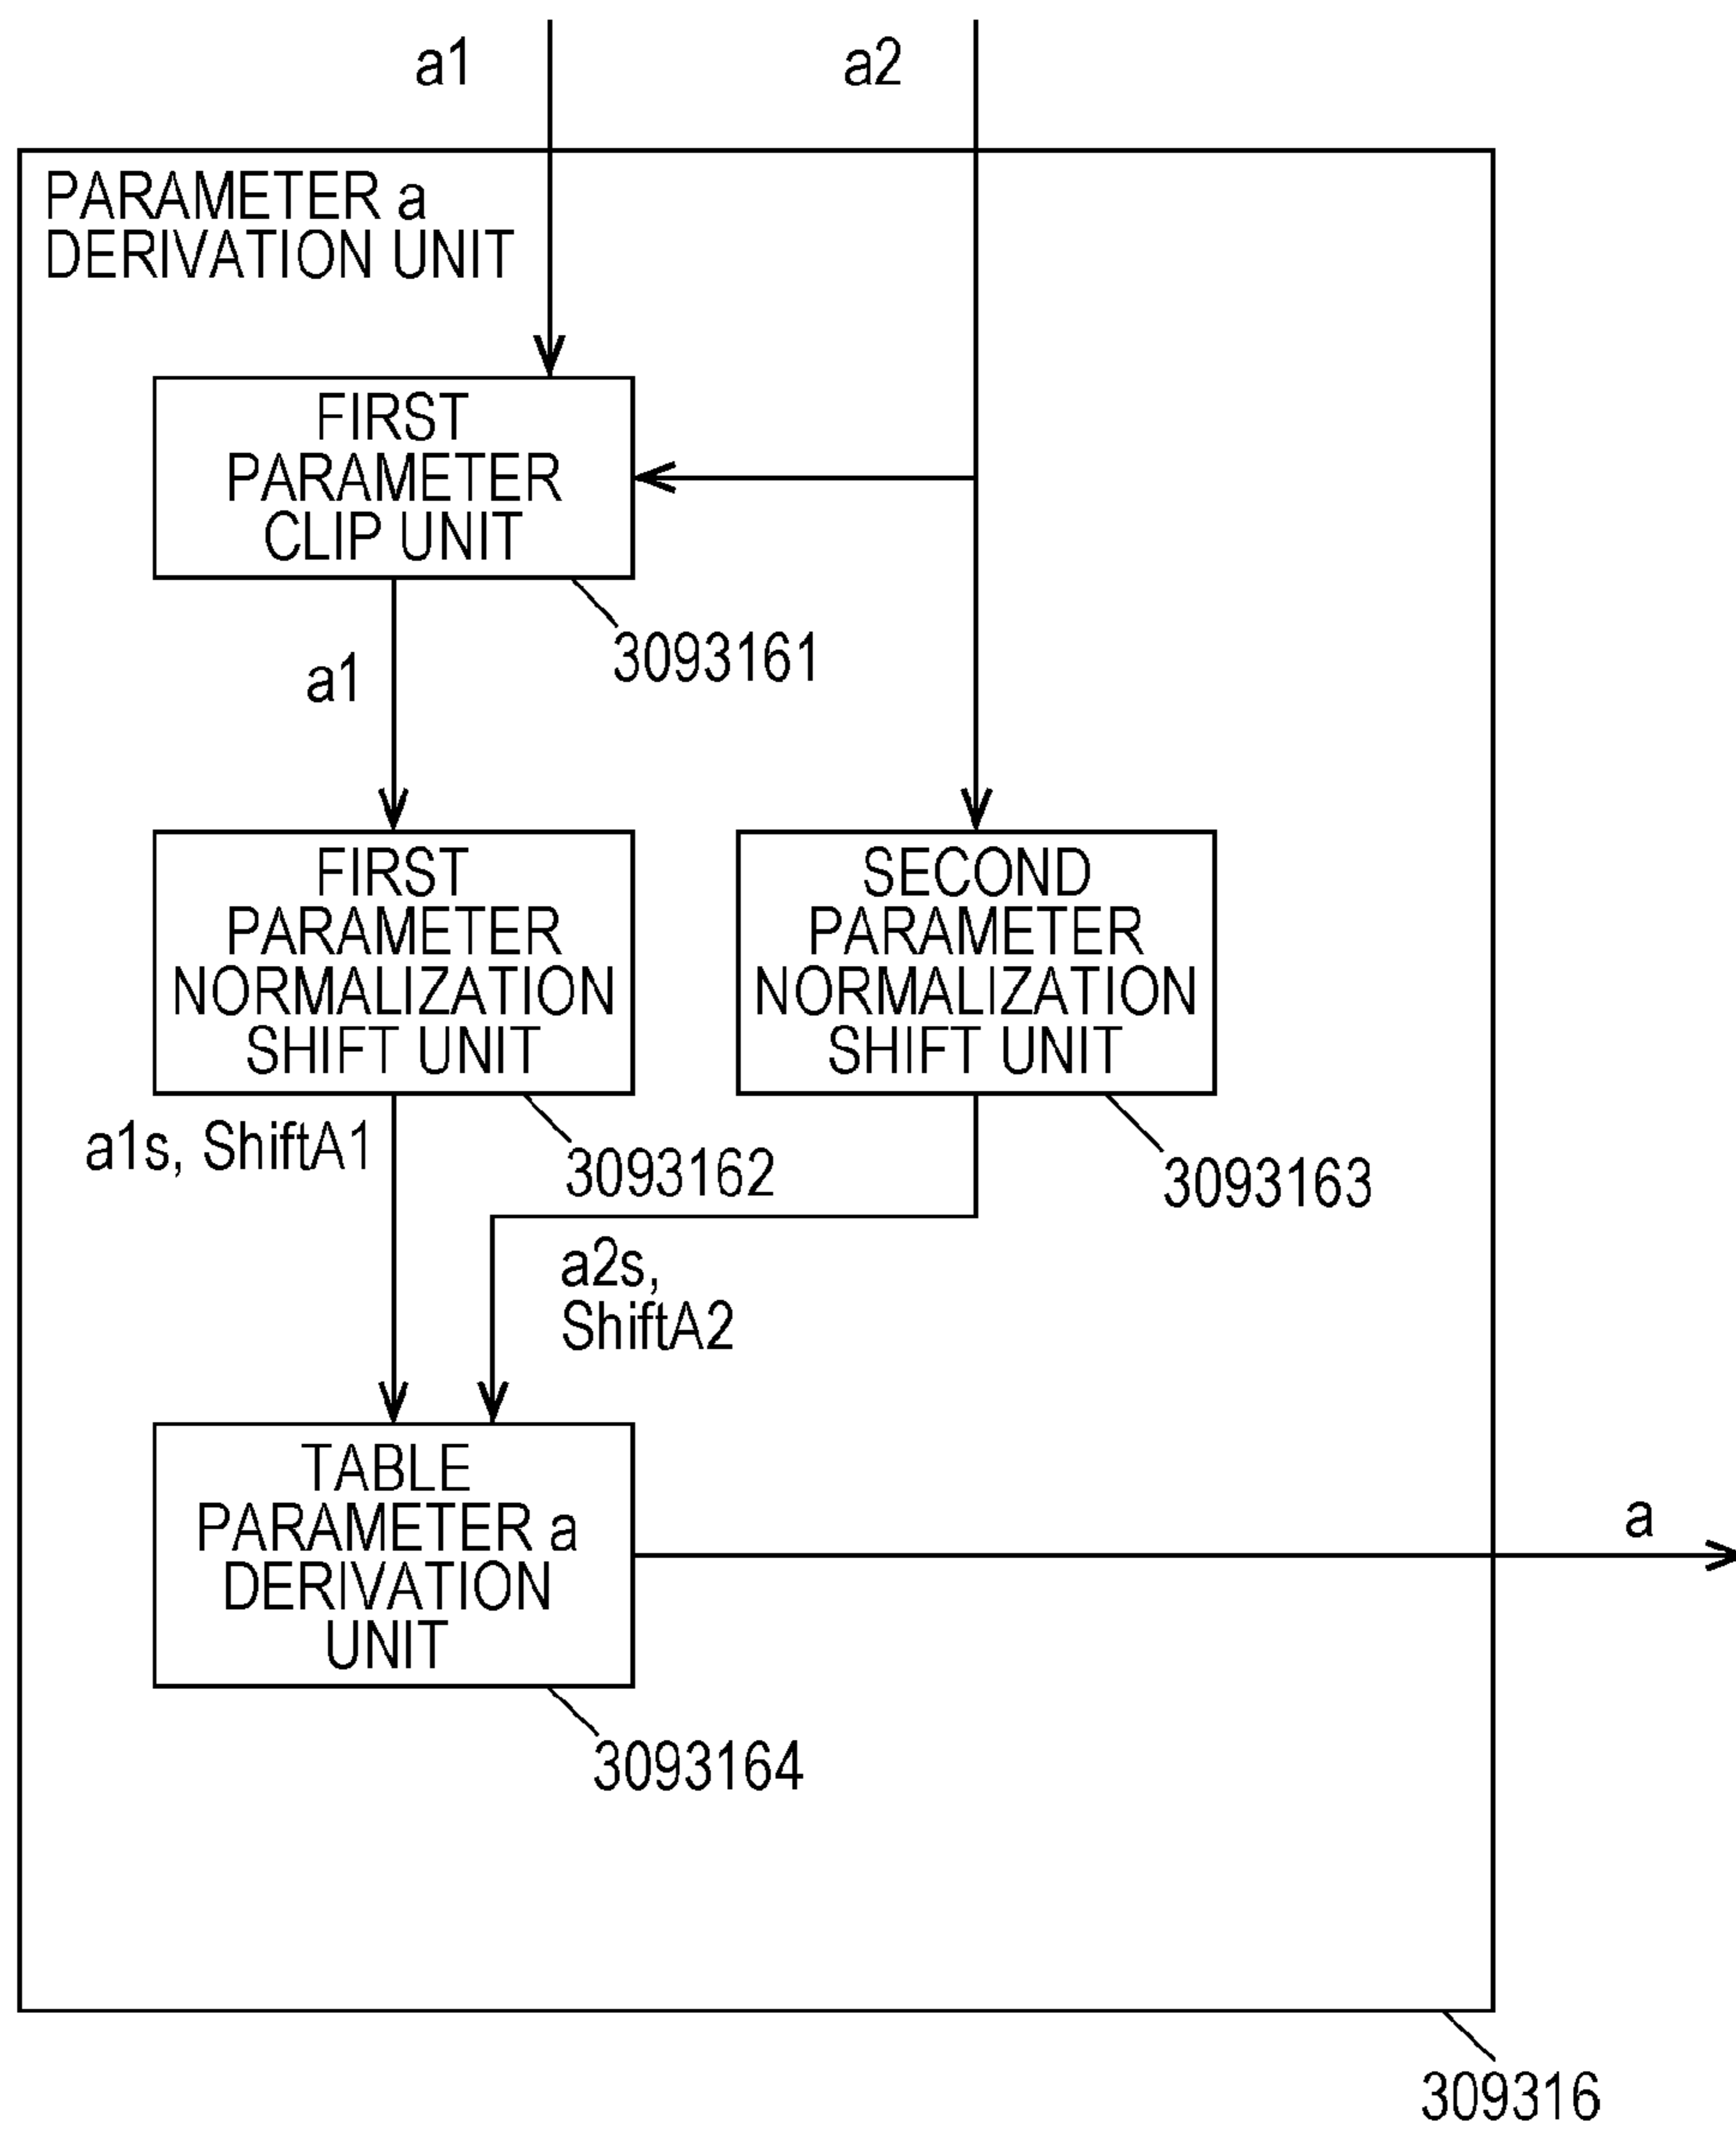 a1
a2
PARAMETER a
DERIVATION UNIT
FIRST
PARAMETER
CLIP UNIT
3093161
a1
FIRST
PARAMETER
NORMALIZATION
SHIFT UNIT
SECOND
PARAMETER
NORMALIZATION
SHIFT UNIT
a1s, ShiftA1
3093162
3093163
a2s,
ShiftA2
TABLE
PARAMETER a
DERIVATION
UNIT
a
3093164
309316